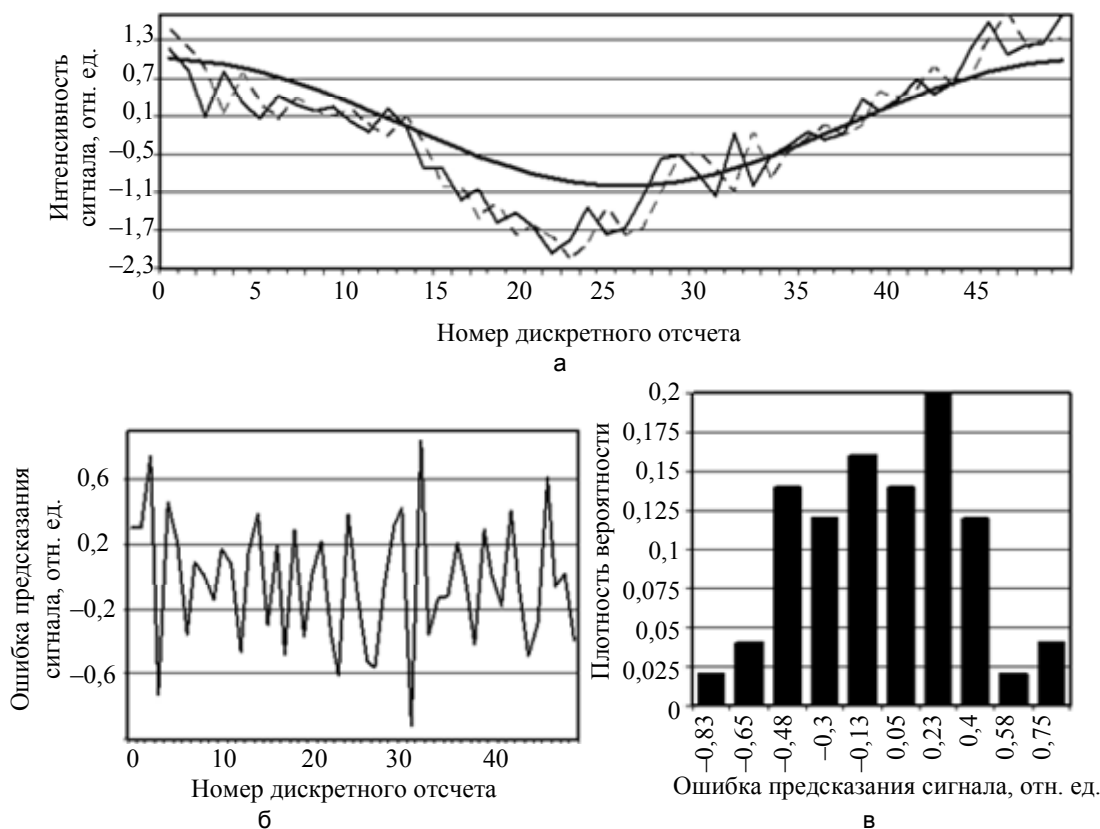 Интенсивность
сигнала, отн. ед.
1,3
0,7
0,1
–0,5
–1,1
–1,7
–2,3
0 5 10 15 20 25 30 35 40 45
Номер дискретного отсчета
а
Ошибка предсказания
сигнала, отн. ед.
0,6
0,2
–0,2
–0,6
0 10 20 30 40
Номер дискретного отсчета
б
Плотность вероятности
0,2
0,175
0,15
0,125
0,1
0,075
0,05
0,025
0
–0,83 –0,65 –0,48 –0,3 –0,13 0,05 0,23 0,4 0,58 0,75
Ошибка предсказания сигнала, отн. ед.
в